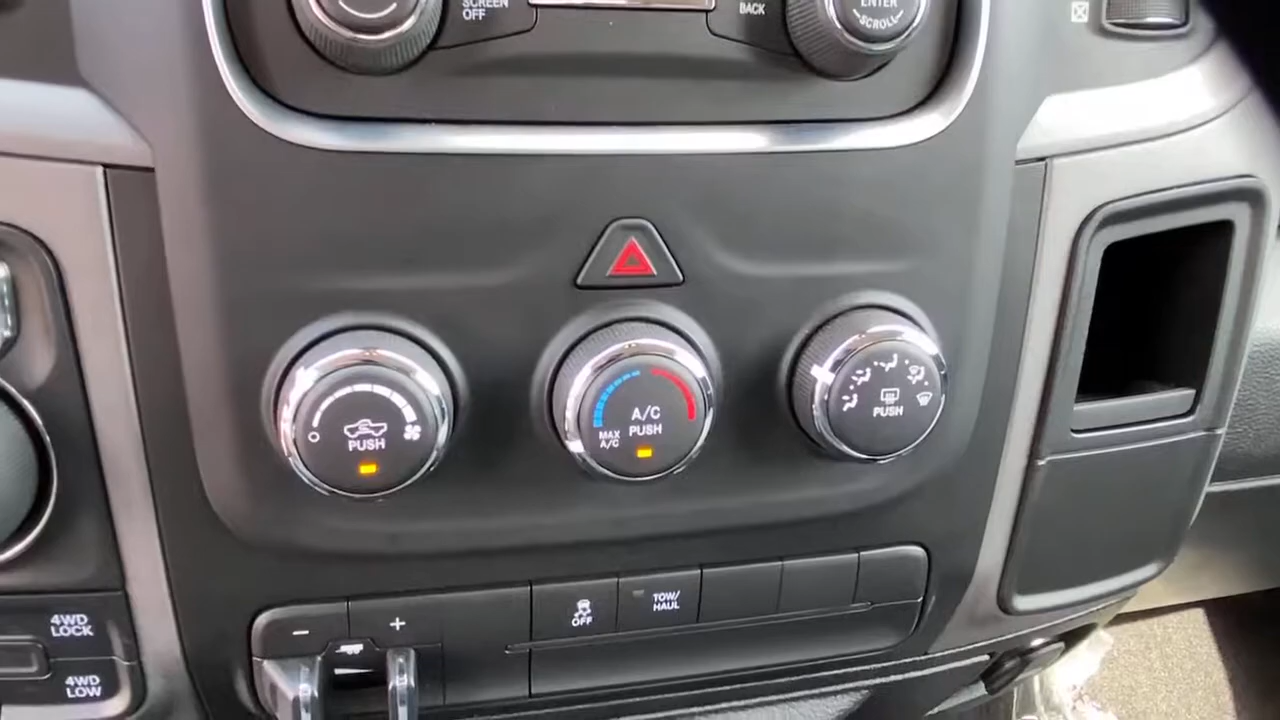 SCREEN
OFF
BACK
ENTER
SCROLL
PUSH
A/C
PUSH
MAX
A/C
PUSH
OFF
TOW/
HAUL
- +
4WD
LOCK
4WD
LOW